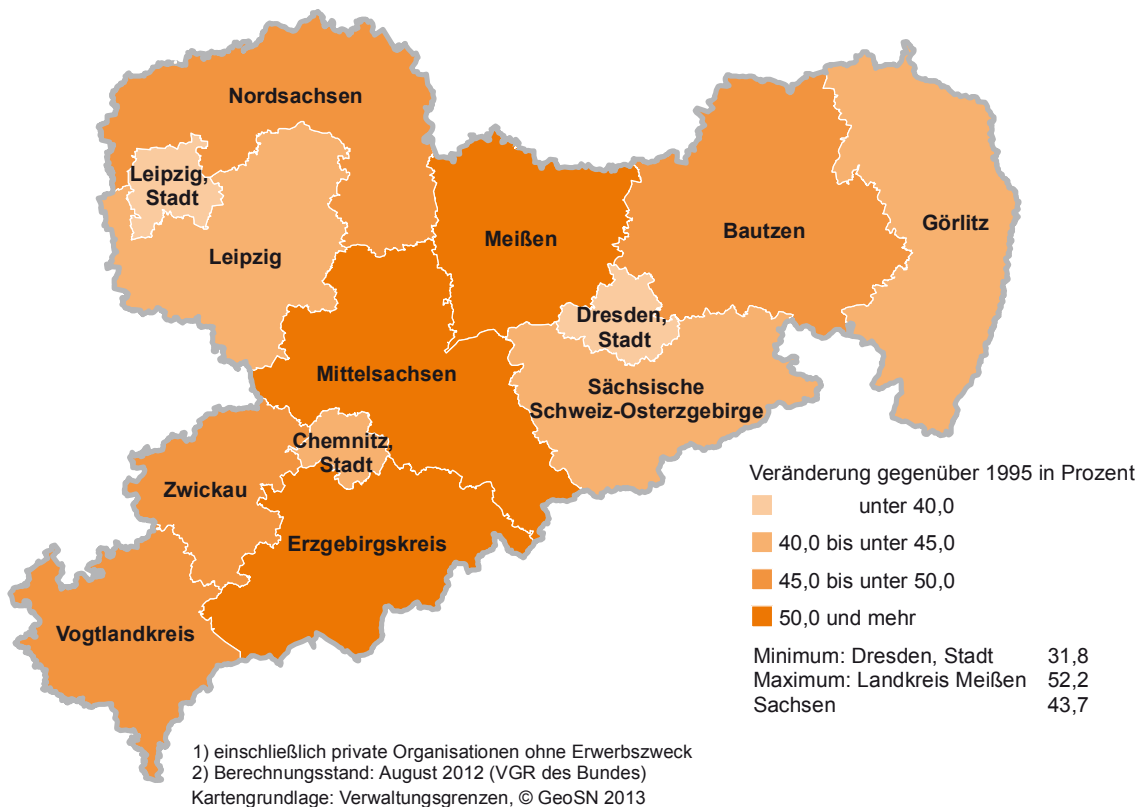 Nordsachsen
Leipzig,
Stadt
Leipzig
Meißen
Bautzen
Görlitz
Dresden,
Stadt
Mittelsachsen
Sächsische
Schweiz-Osterzgebirge
Chemnitz,
Stadt
Zwickau
Erzgebirgskreis
Vogtlandkreis
Veränderung gegenüber 1995 in Prozent
unter 40,0
40,0 bis unter 45,0
45,0 bis unter 50,0
50,0 und mehr
Minimum: Dresden, Stadt 31,8
Maximum: Landkreis Meißen 52,2
Sachsen 43,7
1) einschließlich private Organisationen ohne Erwerbszweck
2) Berechnungsstand: August 2012 (VGR des Bundes)
Kartengrundlage: Verwaltungsgrenzen, © GeoSN 2013